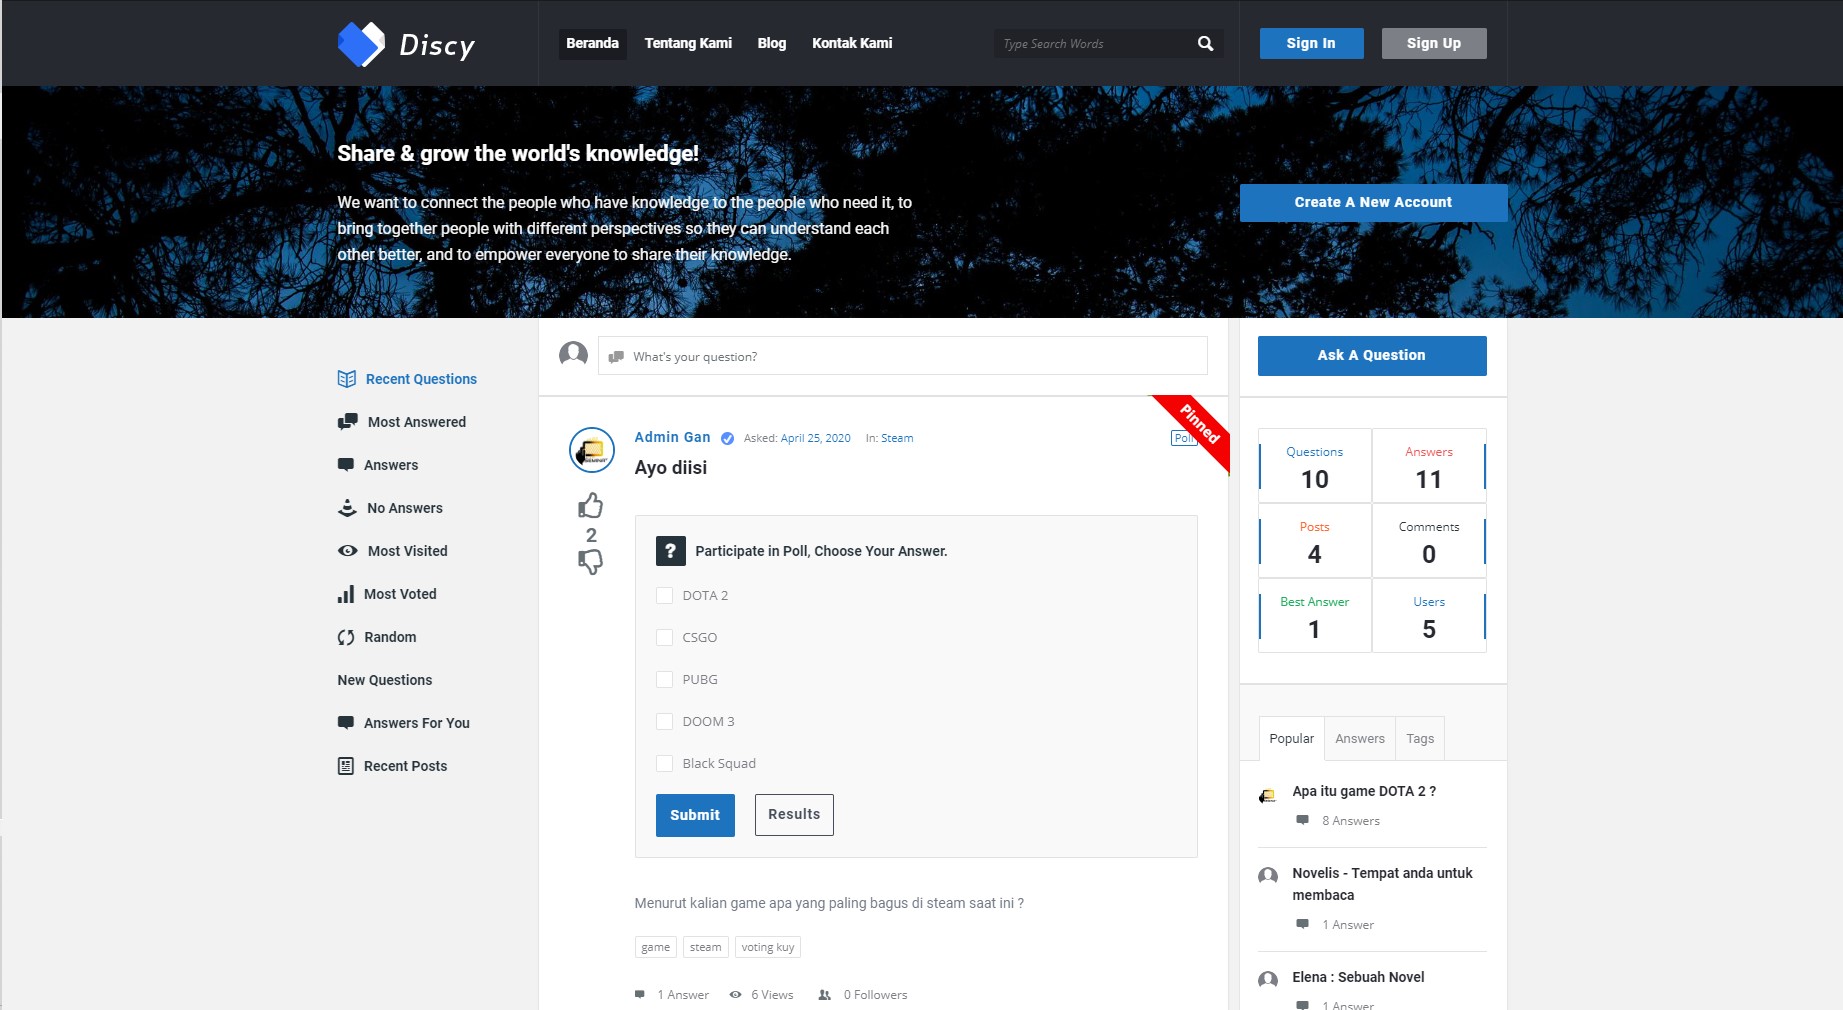 Discy
Beranda Tentang Kami Blog Kontak Kami
Type Search Words
Sign In Sign Up
Share & grow the world's knowledge!
We want to connect the people who have knowledge to the people who need it, to
bring together people with different perspectives so they can understand each
other better, and to empower everyone to share their knowledge.
Create A New Account
Recent Questions
Most Answered
Answers
No Answers
Most Visited
Most Voted
Random
New Questions
Answers For You
Recent Posts
What's your question?
Pinned
Admin Gan Asked: April 25, 2020 In: Steam
Poll
Ayo diisi
2
? Participate in Poll, Choose Your Answer.
DOTA 2
CSGO
PUBG
DOOM 3
Black Squad
Submit Results
Menurut kalian game apa yang paling bagus di steam saat ini ?
game steam voting kuy
1 Answer 6 Views 0 Followers
Ask A Question
Questions Answers
10 11
Posts Comments
4 0
Best Answer Users
1 5
Popular Answers Tags
Apa itu game DOTA 2 ?
8 Answers
Novelis - Tempat anda untuk
membaca
1 Answer
Elena : Sebuah Novel
1 Answer